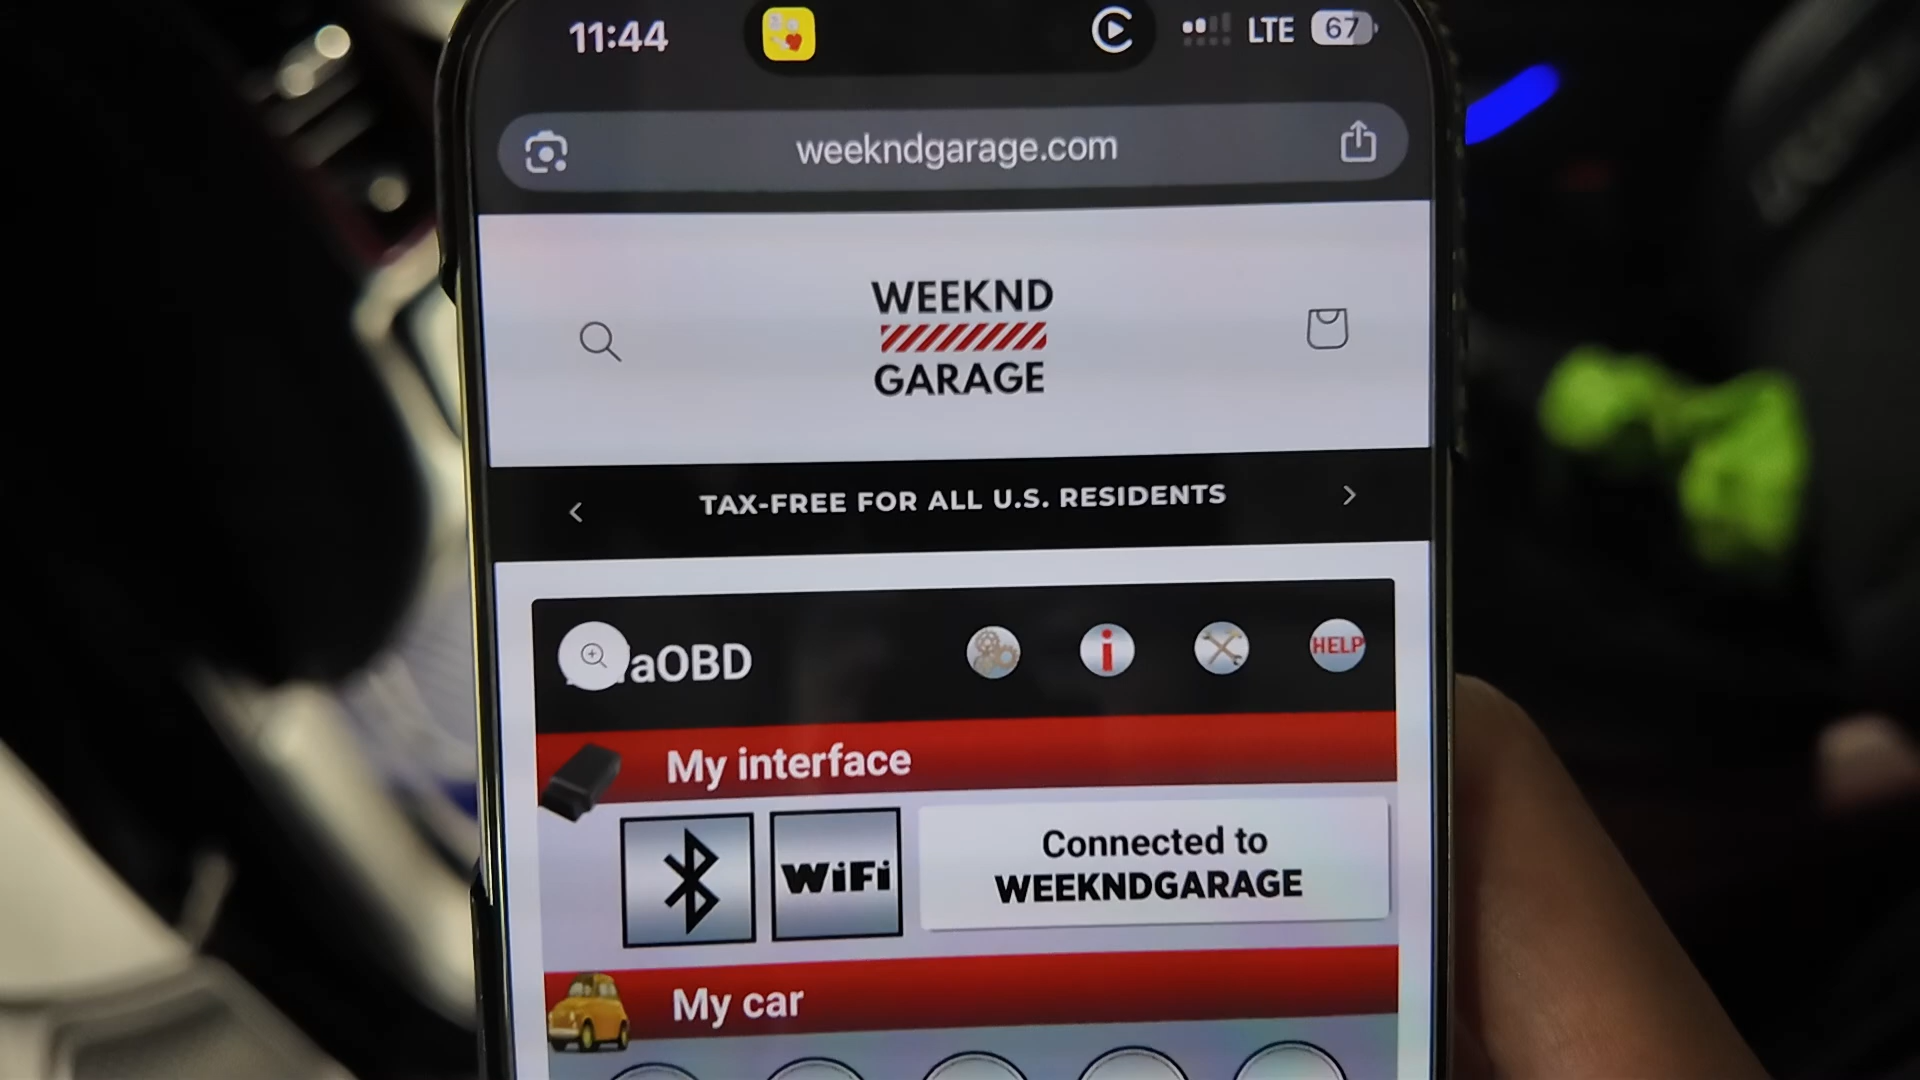 11:44
LTE 67
weekndgarage.com
WEEKND
GARAGE
TAX-FREE FOR ALL U.S. RESIDENTS
aOBD
i
HELP
My interface
WiFi
Connected to
WEEKNDGARAGE
My car